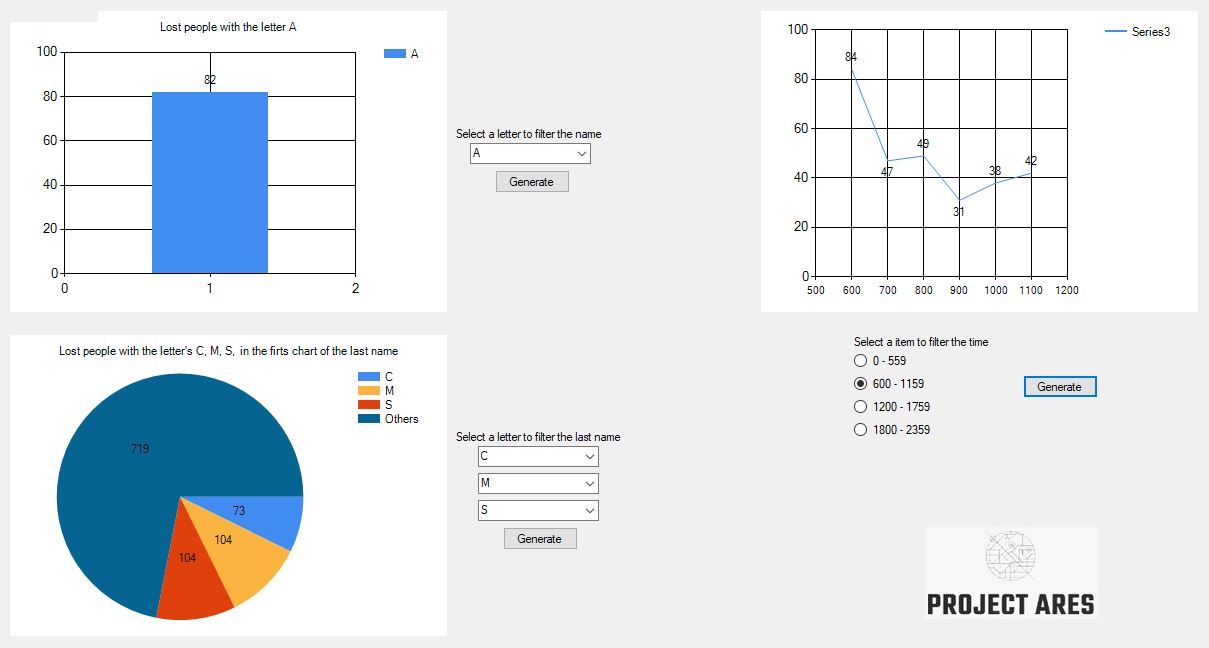 Lost people with the letter A
A
100
80
60
40
20
0
82
0 1 2
Select a letter to filter the name
A
Generate
Series3
100
80
60
40
20
0
84
47
49
31
38
42
500 600 700 800 900 1000 1100 1200
Lost people with the letter's C, M, S, in the firts chart of the last name
C
M
S
Others
719
73
104
104
Select a letter to filter the last name
C
M
S
Generate
Select a item to filter the time
0 - 559
600 - 1159
1200 - 1759
1800 - 2359
Generate
PROJECT ARES